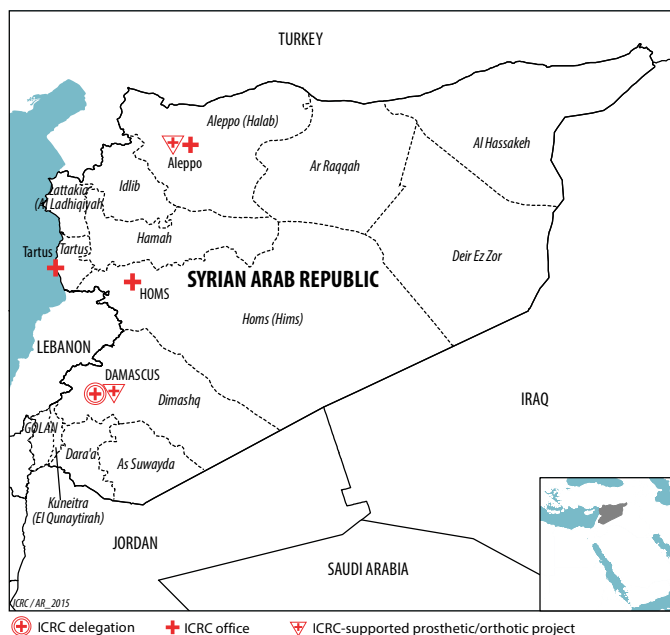 TURKEY
Aleppo (Halab)
Aleppo
Al Hassakeh
Ar Raqqah
Idlib
Lattakia
(Al Ladhiqiyah)
Hamah
Tartus
Tartus
Deir Ez Zor
SYRIAN ARAB REPUBLIC
HOMS
Homs (Hims)
LEBANON
DAMASCUS
Dimashq
IRAQ
GOLAN
Dara'a
As Suwayda
Kuneitra
(El Qunaytirah)
JORDAN
SAUDI ARABIA
ICRC / AR_2015
ICRC delegation
ICRC office
ICRC-supported prosthetic/orthotic project